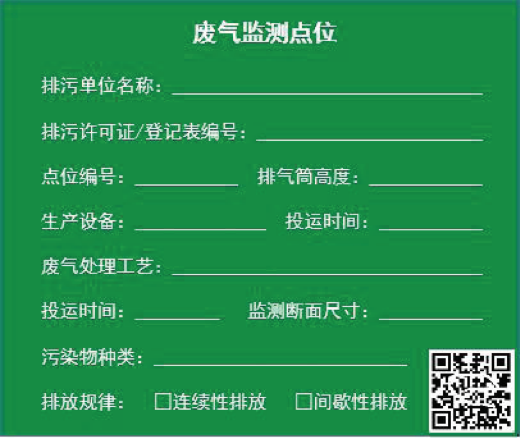 废气监测点位
排污单位名称：
排污许可证/登记表编号：
点位编号： 排气筒高度：
生产设备： 投运时间：
废气处理工艺：
投运时间： 监测断面尺寸：
污染物种类：
排放规律： □连续性排放 □间歇性排放